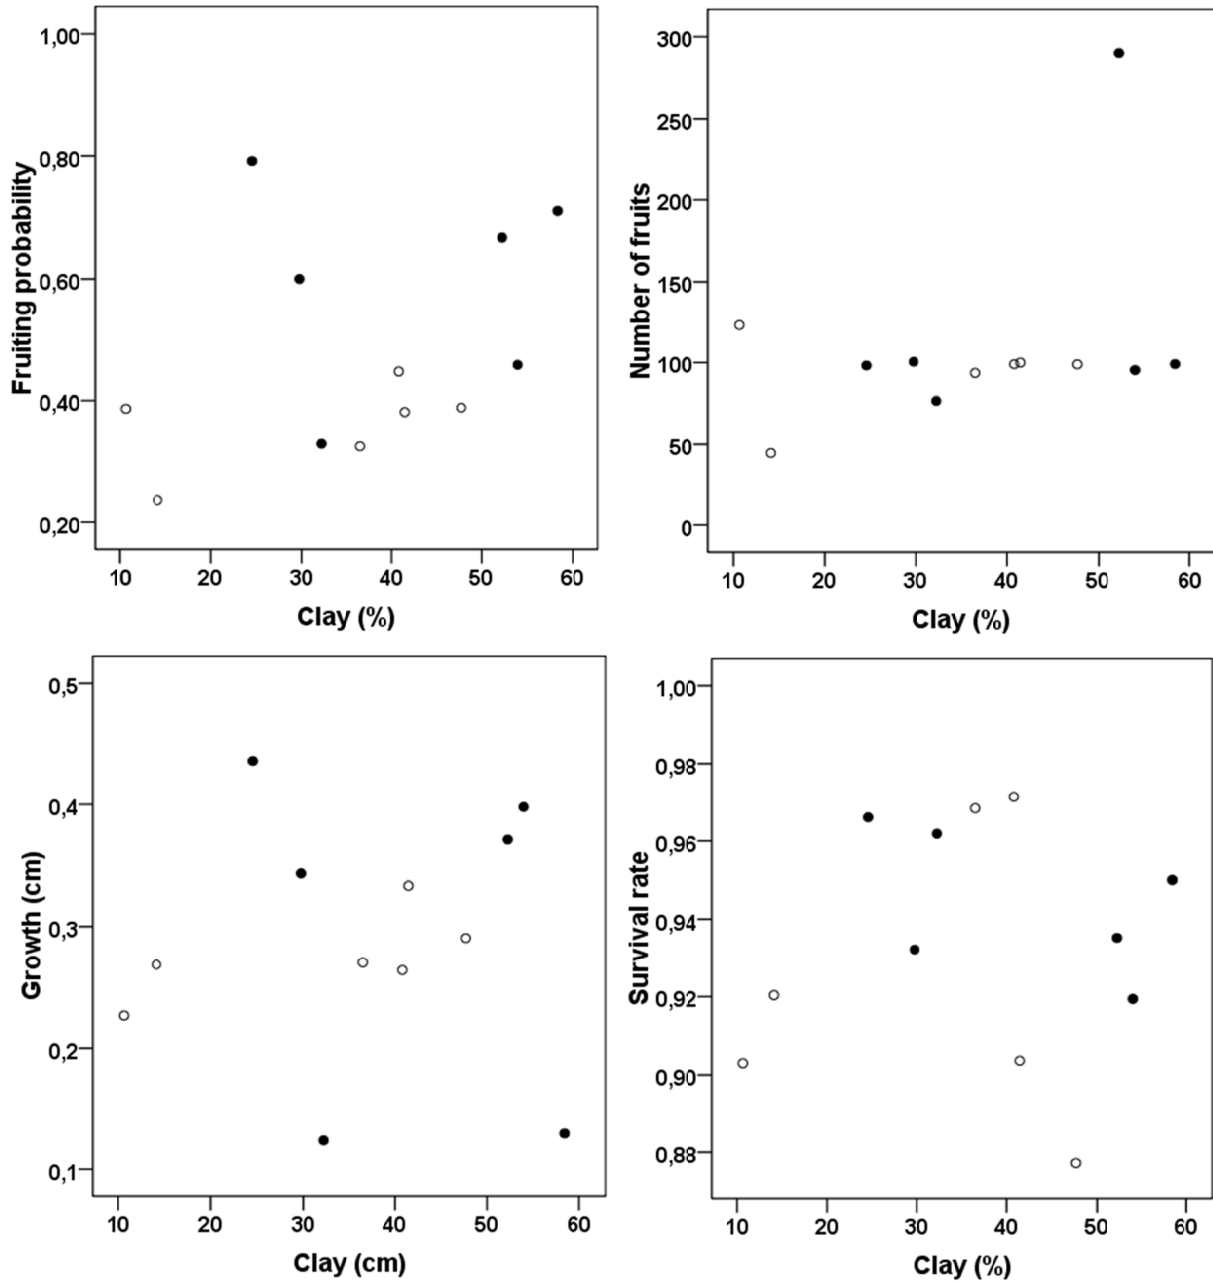 1,00
0,80
0,60
0,40
0,20
Fruiting probability
10 20 30 40 50 60
Clay (%)
300
250
200
150
100
50
0
Number of fruits
10 20 30 40 50 60
Clay (%)
0,5
0,4
0,3
0,2
0,1
Growth (cm)
10 20 30 40 50 60
Clay (cm)
1,00
0,98
0,96
0,94
0,92
0,90
0,88
Survival rate
10 20 30 40 50 60
Clay (%)